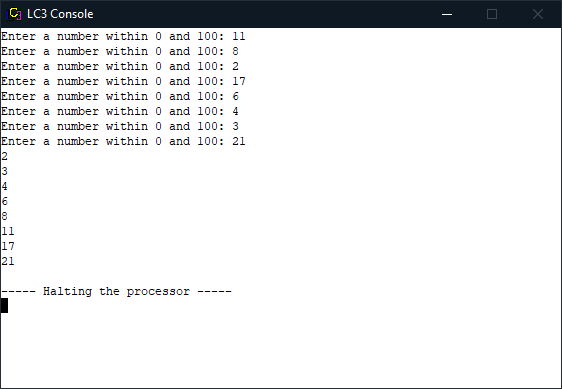 LC3 Console
Enter a number within 0 and 100: 11
Enter a number within 0 and 100: 8
Enter a number within 0 and 100: 2
Enter a number within 0 and 100: 17
Enter a number within 0 and 100: 6
Enter a number within 0 and 100: 4
Enter a number within 0 and 100: 3
Enter a number within 0 and 100: 21
2
3
4
6
8
11
17
21
----- Halting the processor -----